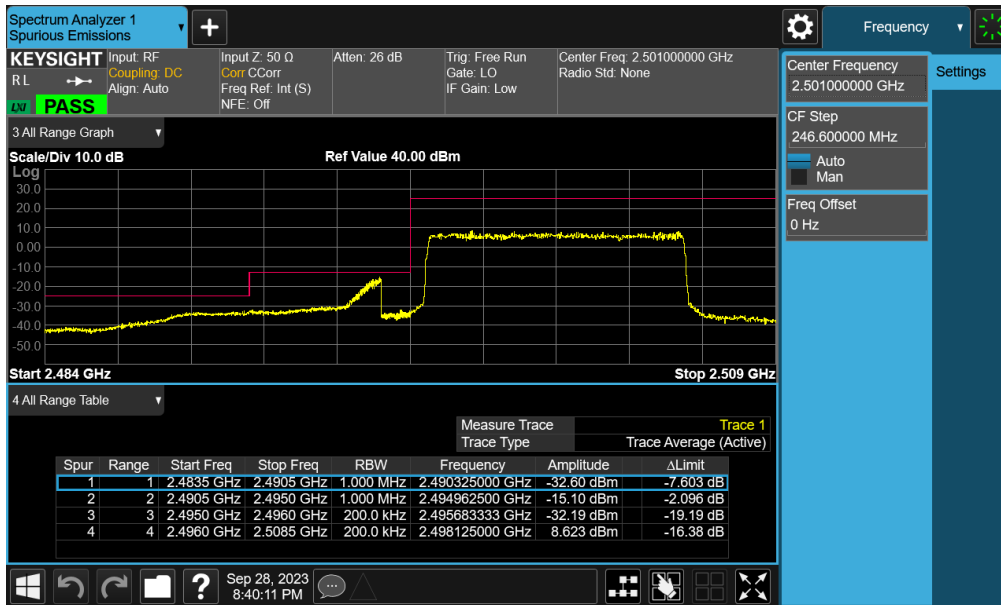 Spectrum Analyzer 1
Spurious Emissions
Frequency
KEYSIGHT
R L
LXI
PASS
Input: RF
Coupling: DC
Align: Auto
Input Z: 50 Ω
Corr CCorr
Freq Ref: Int (S)
NFE: Off
Atten: 26 dB
Trig: Free Run
Gate: LO
IF Gain: Low
Center Freq: 2.501000000 GHz
Radio Std: None
Center Frequency
2.501000000 GHz
Settings
CF Step
246.600000 MHz
Auto
Man
Freq Offset
0 Hz
3 All Range Graph
Scale/Div 10.0 dB
Ref Value 40.00 dBm
Log
30.0
20.0
10.0
0.00
-10.0
-20.0
-30.0
-40.0
-50.0
Start 2.484 GHz
Stop 2.509 GHz
4 All Range Table
Measure Trace Trace 1
Trace Type Trace Average (Active)
Spur Range Start Freq Stop Freq RBW Frequency Amplitude ΔLimit
1 1 2.4835 GHz 2.4905 GHz 1.000 MHz 2.490325000 GHz -32.60 dBm -7.603 dB
2 2 2.4905 GHz 2.4950 GHz 1.000 MHz 2.494962500 GHz -15.10 dBm -2.096 dB
3 3 2.4950 GHz 2.4960 GHz 200.0 kHz 2.495683333 GHz -32.19 dBm -19.19 dB
4 4 2.4960 GHz 2.5085 GHz 200.0 kHz 2.498125000 GHz 8.623 dBm -16.38 dB
Sep 28, 2023
8:40:11 PM